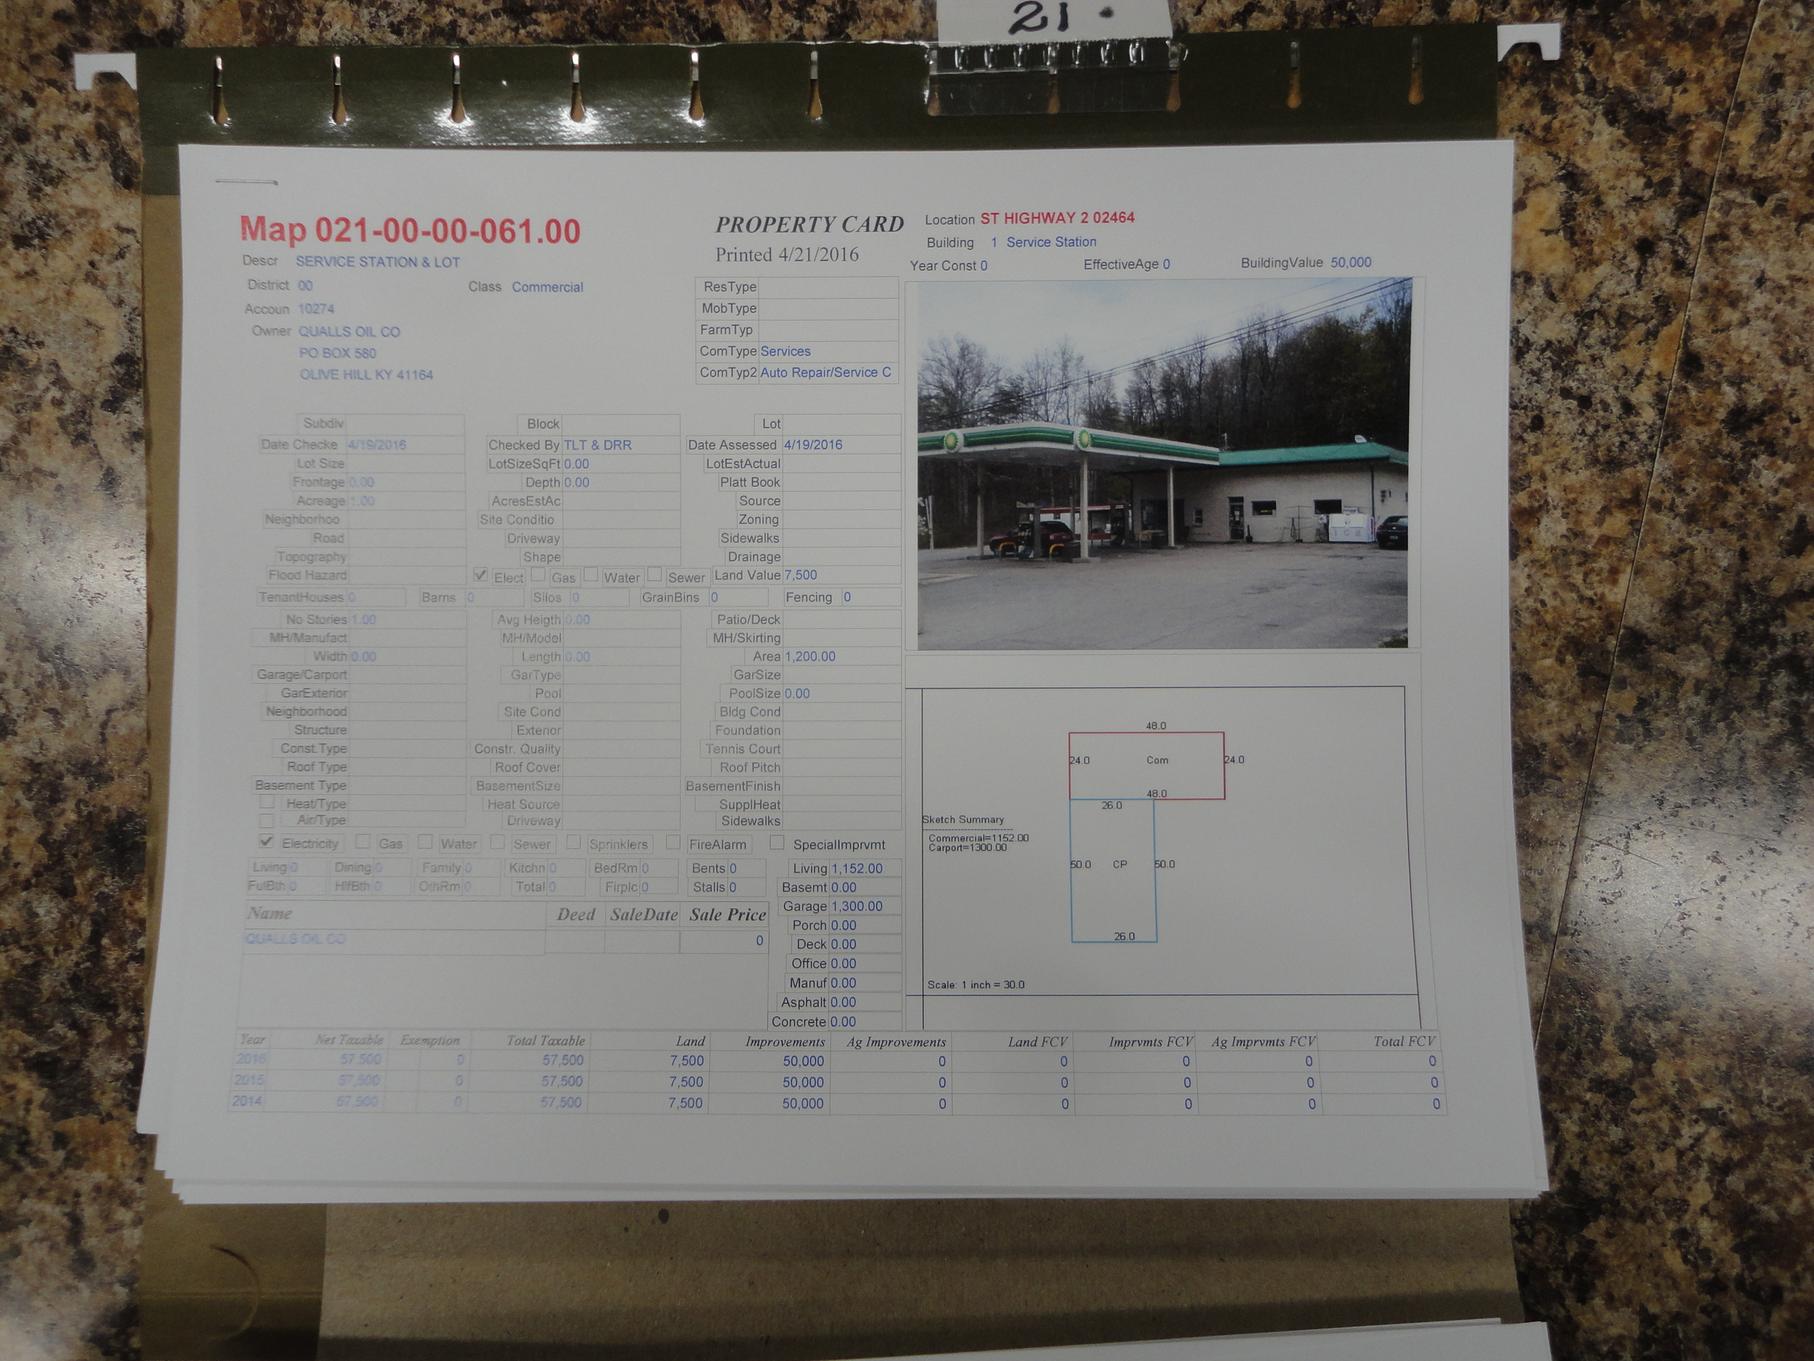 21.
Map 021-00-00-061.00
PROPERTY CARD
Printed 4/21/2016
Location ST HIGHWAY 2 02464
Building 1 Service Station
Year Const 0 EffectiveAge 0 BuildingValue 50,000
Descr SERVICE STATION & LOT
District 00 Class Commercial
Accoun 10274
Owner QUALLS OIL CO
PO BOX 580
OLIVE HILL KY 41164
ResType
MobType
FarmTyp
ComType Services
ComTyp2 Auto Repair/Service C
Subdiv Block Lot
Date Checke 4/19/2016 Checked By TLT & DRR Date Assessed 4/19/2016
Lot Size LotSizeSqFt 0.00 LotEstActual
Frontage 0.00 Depth 0.00 Platt Book
Acreage 1.00 AcresEstAc Source
Neighborhoo Site Conditio Zoning
Road Driveway Sidewalks
Topography Shape Drainage
Flood Hazard Elect Gas Water Sewer Land Value 7,500
TenantHouses 0 Barns 0 Silos 0 GrainBins 0 Fencing 0
No Stories 1.00 Avg Heigth 0.00 Patio/Deck
MH/Manufact MH/Model MH/Skirting
Width 0.00 Length 0.00 Area 1,200.00
Garage/Carport GarType GarSize
GarExterior Pool PoolSize 0.00
Neighborhood Site Cond Bldg Cond
Structure Exterior Foundation
Const.Type Constr. Quality Tennis Court
Roof Type Roof Cover Roof Pitch
Basement Type BasementSize BasementFinish
Heat/Type Heat Source SupplHeat
Air/Type Driveway Sidewalks
Electricity Gas Water Sewer Sprinklers FireAlarm SpecialImprvmt
Living 0 Dining 0 Family 0 Kitchn 0 BedRm 0 Bents 0 Living 1,152.00
FulBth 0 HlfBth 0 OthRm 0 Total 0 Firplc 0 Stalls 0 Basemt 0.00
Garage 1,300.00
Porch 0.00
Deck 0.00
Office 0.00
Manuf 0.00
Asphalt 0.00
Concrete 0.00
Name Deed SaleDate Sale Price
QUALLS OIL CO 0
48.0
24.0 Com 24.0
48.0
26.0
50.0 CP 50.0
26.0
Sketch Summary
Commercial=1152.00
Carport=1300.00
Scale: 1 inch = 30.0
Year Net Taxable Exemption Total Taxable Land Improvements Ag Improvements Land FCV Imprvmts FCV Ag Imprvmts FCV Total FCV
2016 57,500 0 57,500 7,500 50,000 0 0 0 0 0
2015 57,500 0 57,500 7,500 50,000 0 0 0 0 0
2014 57,500 0 57,500 7,500 50,000 0 0 0 0 0